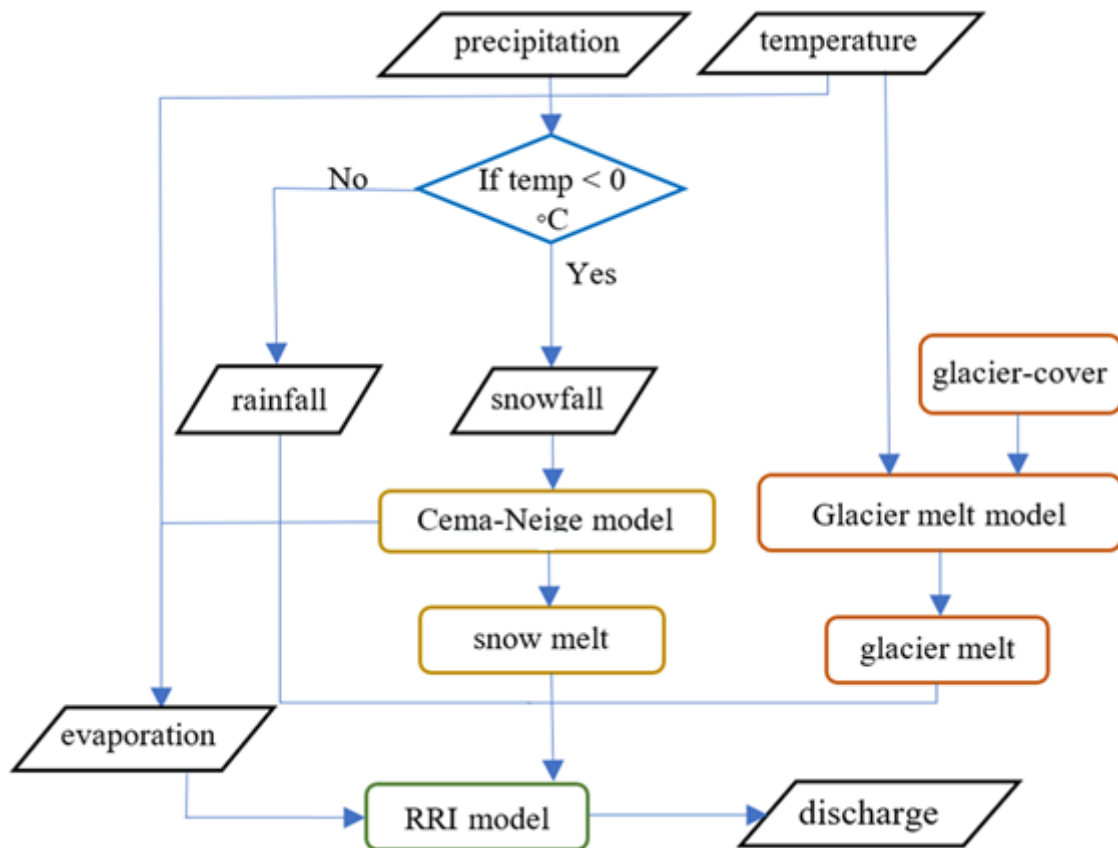 precipitation
temperature
If temp < 0
°C
No
Yes
rainfall
snowfall
glacier-cover
Cema-Neige model
Glacier melt model
snow melt
glacier melt
evaporation
RRI model
discharge